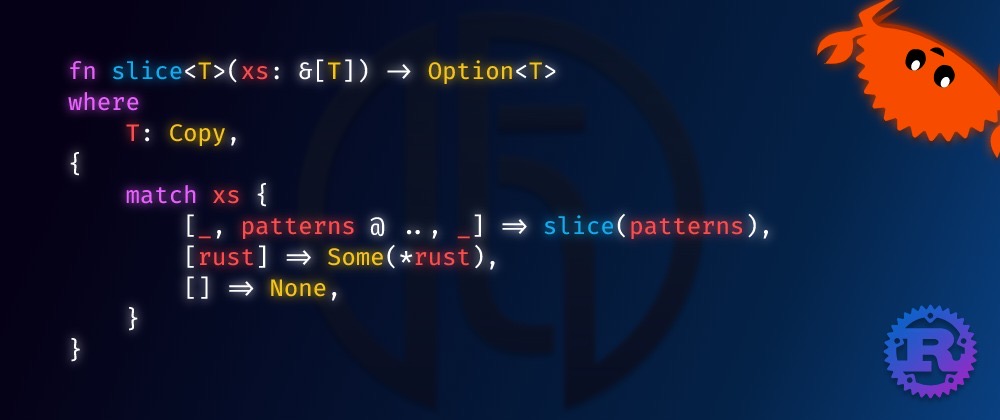 fn slice<T>(xs: &[T]) -> Option<T>
where
    T: Copy,
{
    match xs {
        [_, patterns @ .., _] => slice(patterns),
        [rust] => Some(*rust),
        [] => None,
    }
}
R